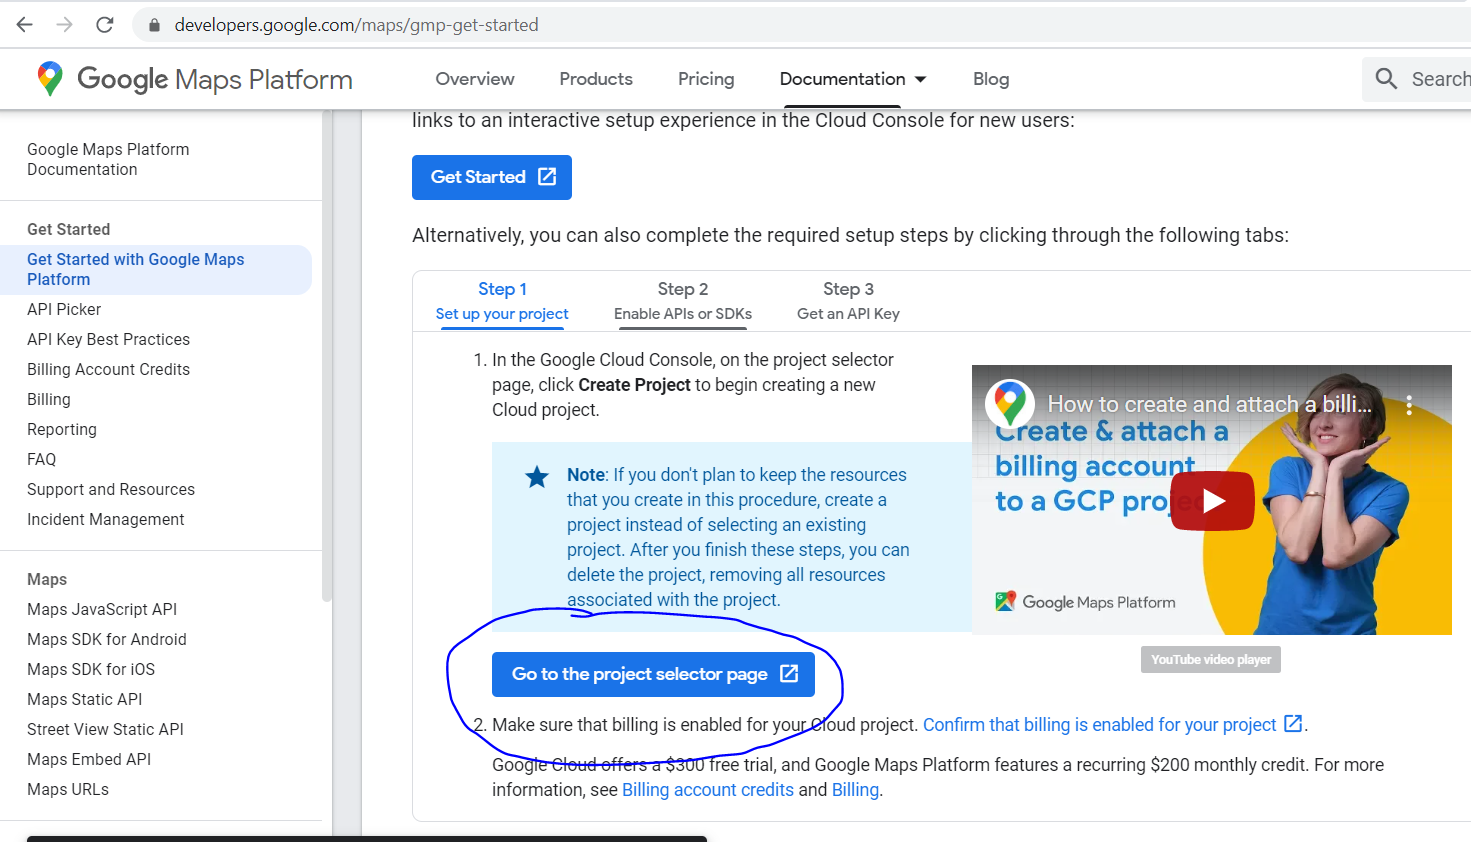 developers.google.com/maps/gmp-get-started
Google Maps Platform
Overview
Products
Pricing
Documentation
Blog
Search
Google Maps Platform
Documentation
Get Started
Get Started with Google Maps
Platform
API Picker
API Key Best Practices
Billing Account Credits
Billing
Reporting
FAQ
Support and Resources
Incident Management
Maps
Maps JavaScript API
Maps SDK for Android
Maps SDK for iOS
Maps Static API
Street View Static API
Maps Embed API
Maps URLs
links to an interactive setup experience in the Cloud Console for new users:
Get Started
Alternatively, you can also complete the required setup steps by clicking through the following tabs:
Step 1
Set up your project
Step 2
Enable APIs or SDKs
Step 3
Get an API Key
1. In the Google Cloud Console, on the project selector
page, click Create Project to begin creating a new
Cloud project.
Note: If you don't plan to keep the resources
that you create in this procedure, create a
project instead of selecting an existing
project. After you finish these steps, you can
delete the project, removing all resources
associated with the project.
Go to the project selector page
How to create and attach a billi...
Create & attach a
billing account
to a GCP proje
Google Maps Platform
YouTube video player
2. Make sure that billing is enabled for your Cloud project. Confirm that billing is enabled for your project.
Google Cloud offers a $300 free trial, and Google Maps Platform features a recurring $200 monthly credit. For more
information, see Billing account credits and Billing.